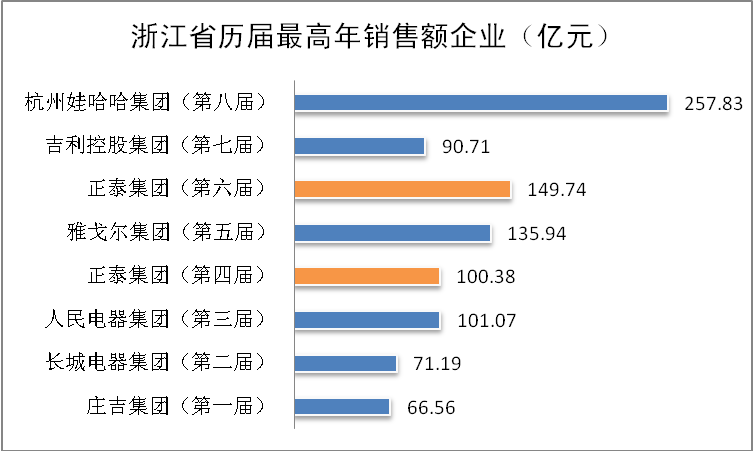 浙江省历届最高年销售额企业（亿元）
杭州娃哈哈集团（第八届） 257.83
吉利控股集团（第七届） 90.71
正泰集团（第六届） 149.74
雅戈尔集团（第五届） 135.94
正泰集团（第四届） 100.38
人民电器集团（第三届） 101.07
长城电器集团（第二届） 71.19
庄吉集团（第一届） 66.56